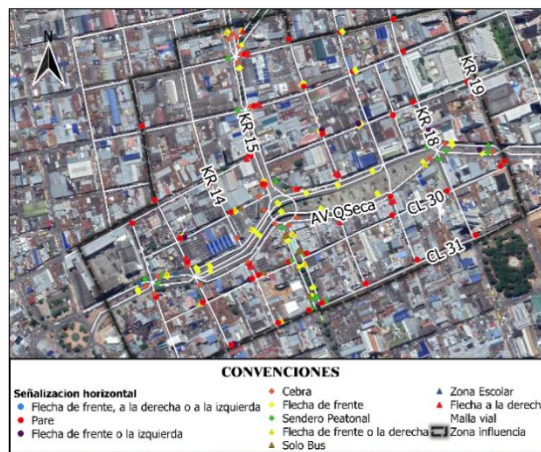 N
KR 19
KR 15
KR 18
KR 14
AV QSeca
CL 30
CL 31
CONVENCIONES
Señalizacion horizontal
Flecha de frente, a la derecha o a la izquierda
Pare
Flecha de frente o la izquierda
Cebra
Flecha de frente
Sendero Peatonal
Flecha de frente o la derecha
Solo Bus
Zona Escolar
Flecha a la derech
Malla vial
Zona influencia